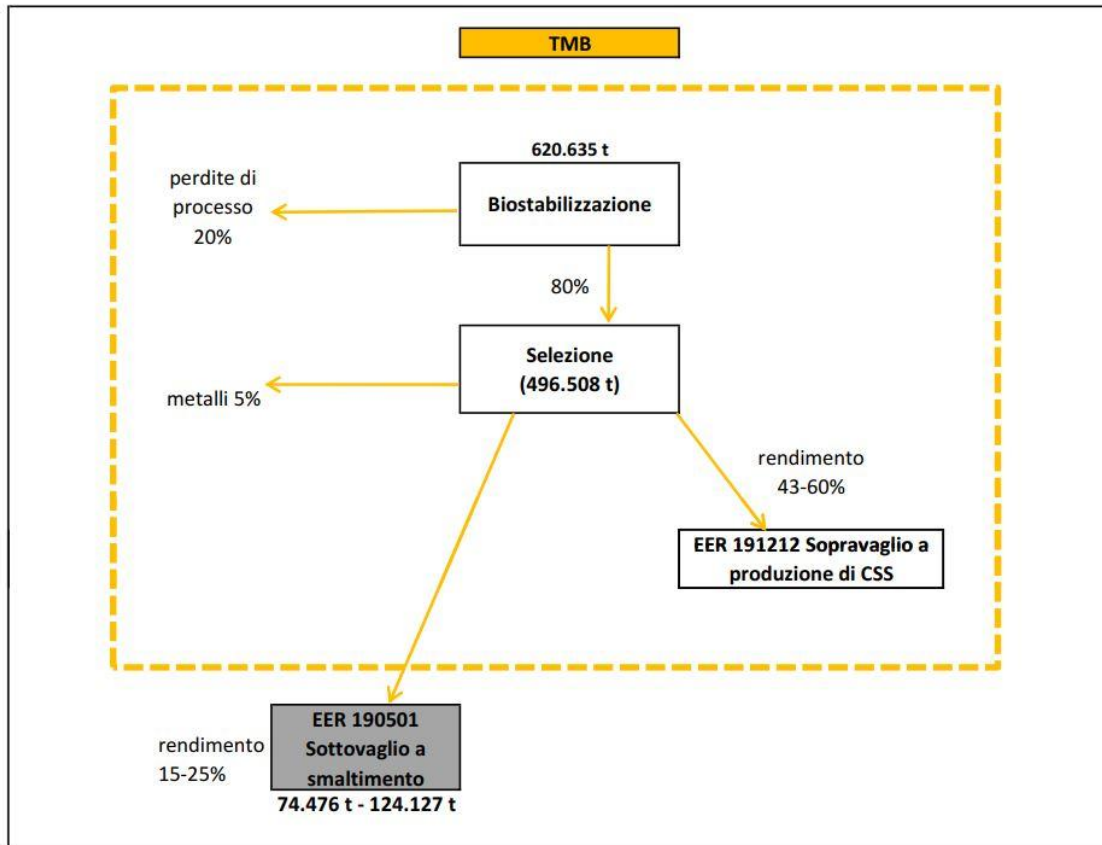 TMB
620.635 t
Biostabilizzazione
perdite di
processo
20%
80%
Selezione
(496.508 t)
metalli 5%
rendimento
43-60%
EER 191212 Sopravaglio a
produzione di CSS
EER 190501
Sottovaglio a
smaltimento
rendimento
15-25%
74.476 t - 124.127 t